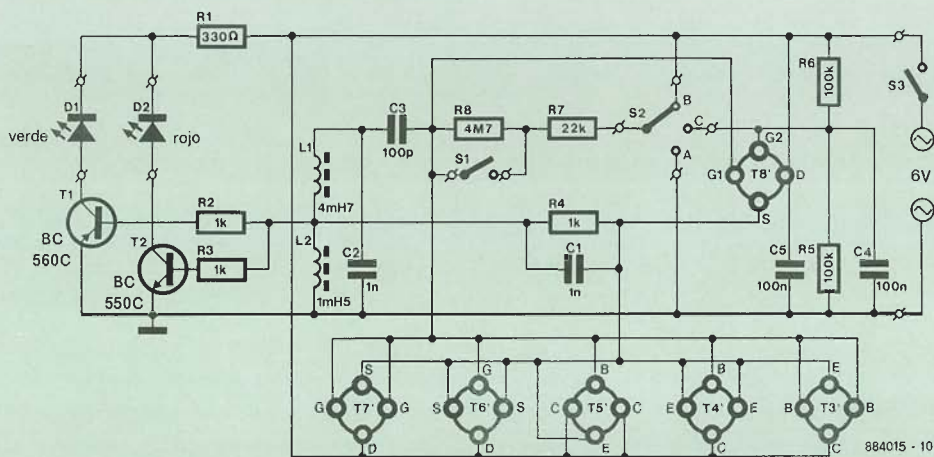 R1
330Ω
R6
100k
S3
D1
D2
verde
rojo
C3
100p
R8
4M7
R7
22k
S2
B
C
A
G2
G1
T8'
D
S
6V
S1
L1
4mH7
T1
BC
560C
R2
1k
T2
BC
550C
R3
1k
L2
1mH5
C2
1n
R4
1k
C1
1n
C5
100n
R5
100k
C4
100n
S
G
T7'
G
D
G
S
T6'
S
D
B
C
T5'
C
E
B
E
T4'
E
C
E
B
T3'
B
C
884015 - 10